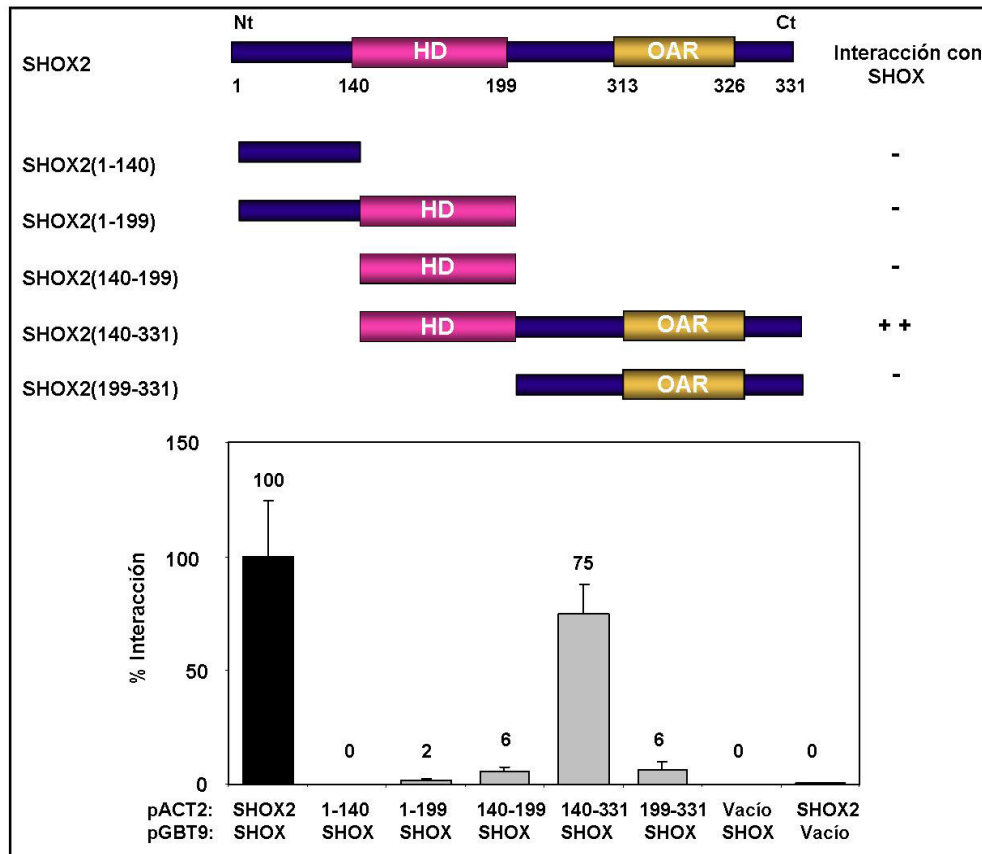 Nt Ct
SHOX2 HD OAR Interacción con
SHOX
1 140 199 313 326 331
SHOX2(1-140) -
SHOX2(1-199) HD -
SHOX2(140-199) HD -
SHOX2(140-331) HD OAR + +
SHOX2(199-331) OAR -
150
100
100
75
% Interacción
50
0 2 6 6 0 0
0
pACT2: SHOX2 1-140 1-199 140-199 140-331 199-331 Vacío SHOX2
pGBT9: SHOX SHOX SHOX SHOX SHOX SHOX SHOX Vacío